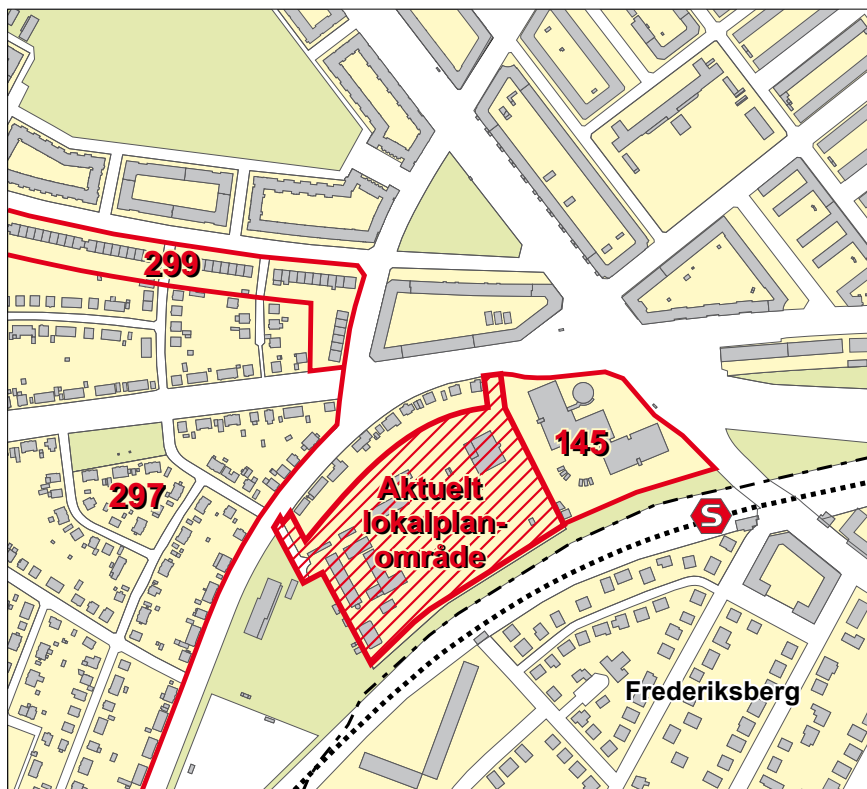 299
145
297
Aktuelt
lokalplan-
område
S
Frederiksberg